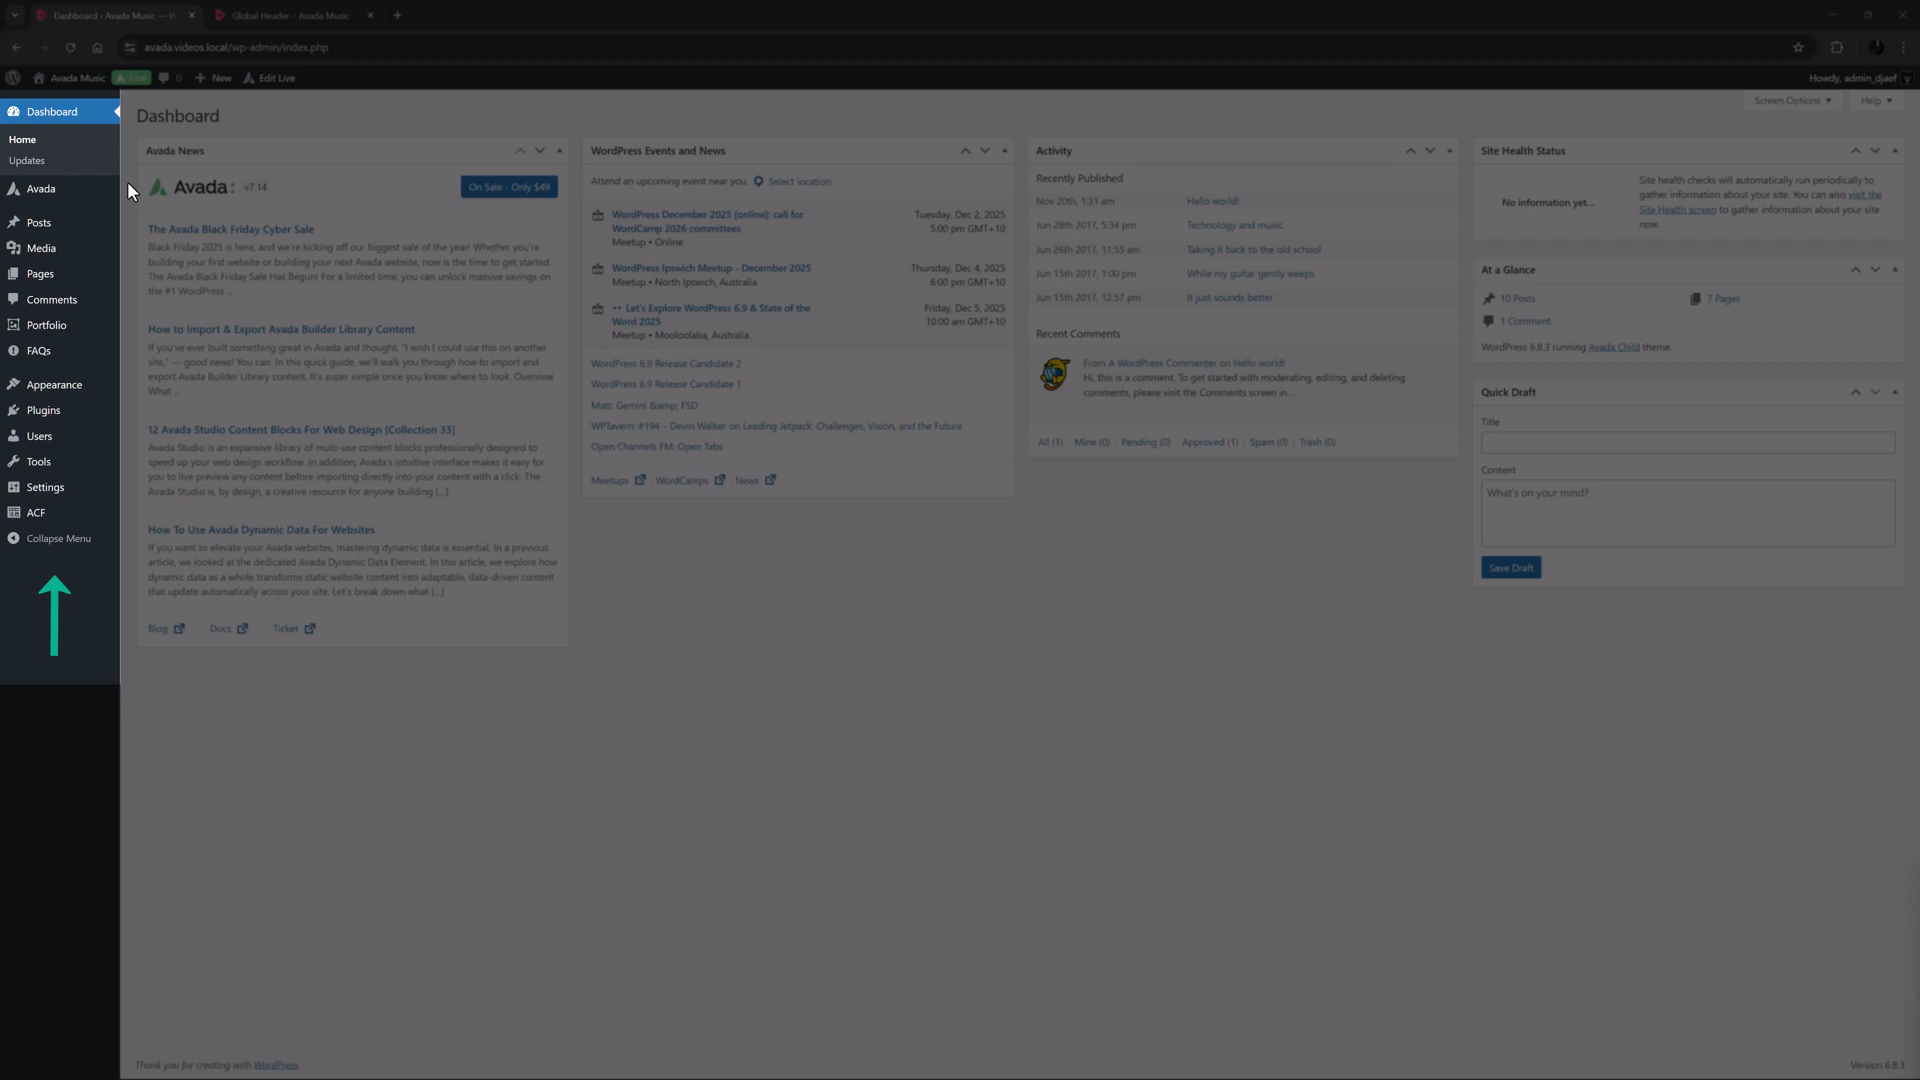 Dashboard ‹ Avada Music — W
Global Header - Avada Music
avada.videos.local/wp-admin/index.php
Avada Music
Live
0
New
Edit Live
Howdy, admin_djaef
Dashboard
Home
Updates
Avada
Posts
Media
Pages
Comments
Portfolio
FAQs
Appearance
Plugins
Users
Tools
Settings
ACF
Collapse Menu
Dashboard
Screen Options
Help
Avada News
Avada: v7.14
On Sale - Only $49
The Avada Black Friday Cyber Sale
Black Friday 2025 is here, and we're kicking off our biggest sale of the year! Whether you're
building your first website or building your next Avada website, now is the time to get started.
The Avada Black Friday Sale Has Begun! For a limited time, you can unlock massive savings on
the #1 WordPress ...
How to Import & Export Avada Builder Library Content
If you've ever built something great in Avada and thought, "I wish I could use this on another
site," — good news! You can. In this quick guide, we'll walk you through how to import and
export Avada Builder Library content. It's super simple once you know where to look. Overview
What ...
12 Avada Studio Content Blocks For Web Design [Collection 33]
Avada Studio is an expansive library of multi-use content blocks professionally designed to
speed up your web design workflow. In addition, Avada's intuitive interface makes it easy for
you to live preview any content before importing directly into your content with a click. The
Avada Studio is, by design, a creative resource for anyone building [...]
How To Use Avada Dynamic Data For Websites
If you want to elevate your Avada websites, mastering dynamic data is essential. In a previous
article, we looked at the dedicated Avada Dynamic Data Element. In this article, we explore how
dynamic data as a whole transforms static website content into adaptable, data-driven content
that update automatically across your site. Let's break down what [...]
Blog
Docs
Ticket
WordPress Events and News
Attend an upcoming event near you.
Select location
WordPress December 2025 [online]: call for
WordCamp 2026 committees
Meetup • Online
Tuesday, Dec 2, 2025
5:00 pm GMT+10
WordPress Ipswich Meetup - December 2025
Meetup • North Ipswich, Australia
Thursday, Dec 4, 2025
6:00 pm GMT+10
Let's Explore WordPress 6.9 & State of the
Word 2025
Meetup • Mooloolaba, Australia
Friday, Dec 5, 2025
10:00 am GMT+10
WordPress 6.9 Release Candidate 2
WordPress 6.9 Release Candidate 1
Matt: Gemini &amp; FSD
WPTavern: #194 – Devin Walker on Leading Jetpack: Challenges, Vision, and the Future
Open Channels FM: Open Tabs
Meetups
WordCamps
News
Activity
Recently Published
Nov 20th, 1:31 am
Hello world!
Jun 28th 2017, 5:34 pm
Technology and music
Jun 26th 2017, 11:55 am
Taking it back to the old school
Jun 15th 2017, 1:00 pm
While my guitar gently weeps
Jun 15th 2017, 12:57 pm
It just sounds better
Recent Comments
From A WordPress Commenter on Hello world!
Hi, this is a comment. To get started with moderating, editing, and deleting
comments, please visit the Comments screen in...
All (1) | Mine (0) | Pending (0) | Approved (1) | Spam (0) | Trash (0)
Site Health Status
No information yet...
Site health checks will automatically run periodically to
gather information about your site. You can also visit the
Site Health screen to gather information about your site
now.
At a Glance
10 Posts
7 Pages
1 Comment
WordPress 6.8.3 running Avada Child theme.
Quick Draft
Title
Content
What's on your mind?
Save Draft
Thank you for creating with WordPress.
Version 6.8.3